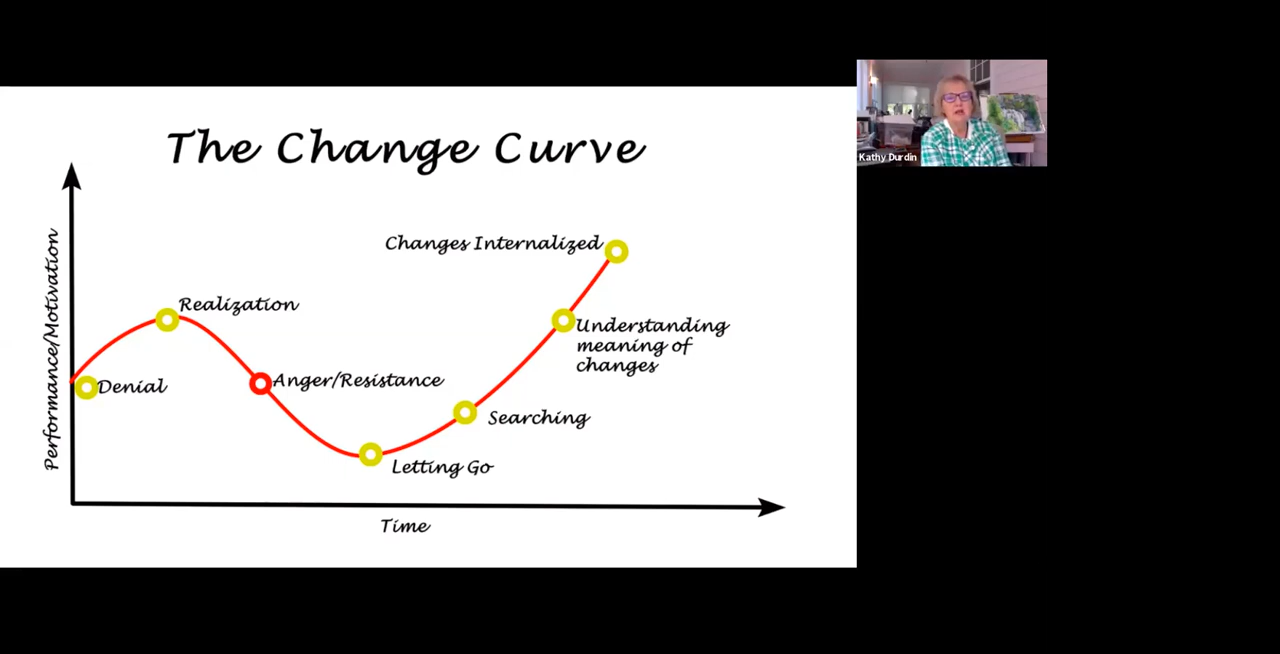 The Change Curve
Kathy Durdin
Performance/Motivation
Changes Internalized
Realization
Understanding
meaning of
changes
Anger/Resistance
Denial
Searching
Letting Go
Time